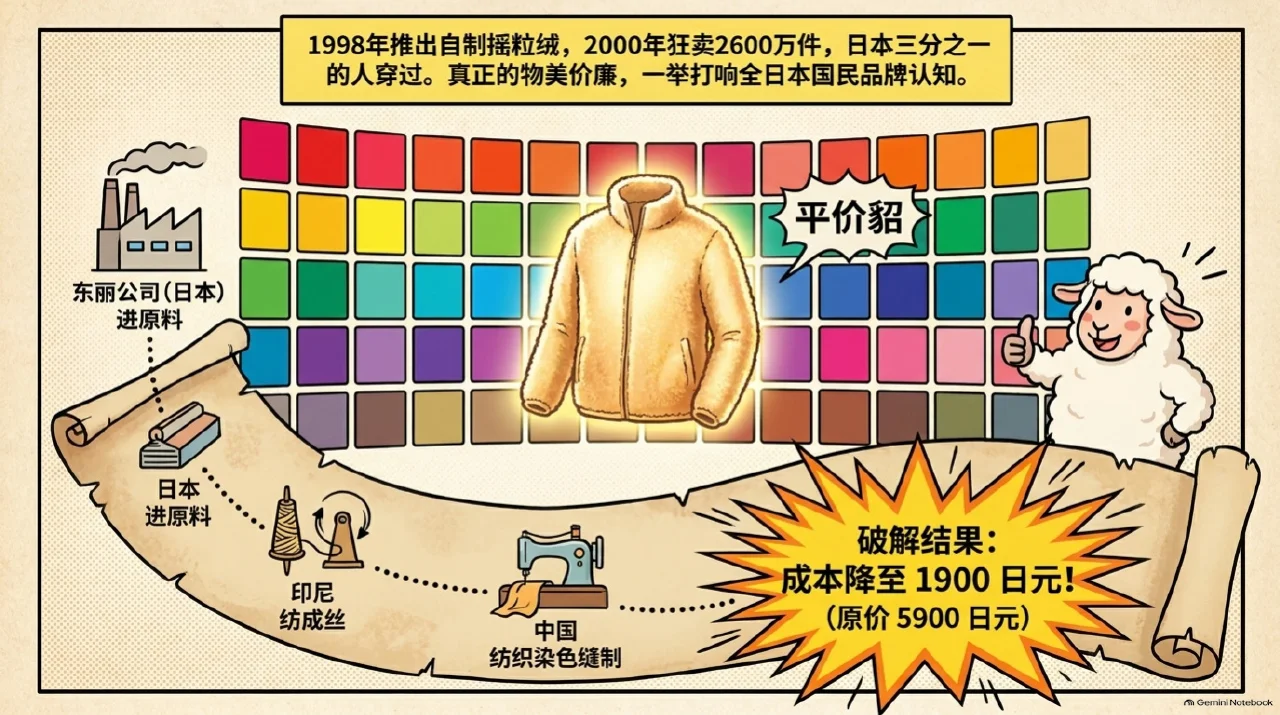 1998年推出自制摇粒绒，2000年狂卖2600万件，日本三分之一
的人穿过。真正的物美价廉，一举打响全日本国民品牌认知。
平价貂
东丽公司（日本）
进原料
日本
进原料
印尼
纺成丝
中国
纺织染色缝制
破解结果：
成本降至 1900 日元！
（原价 5900 日元）
Gemini Notebook